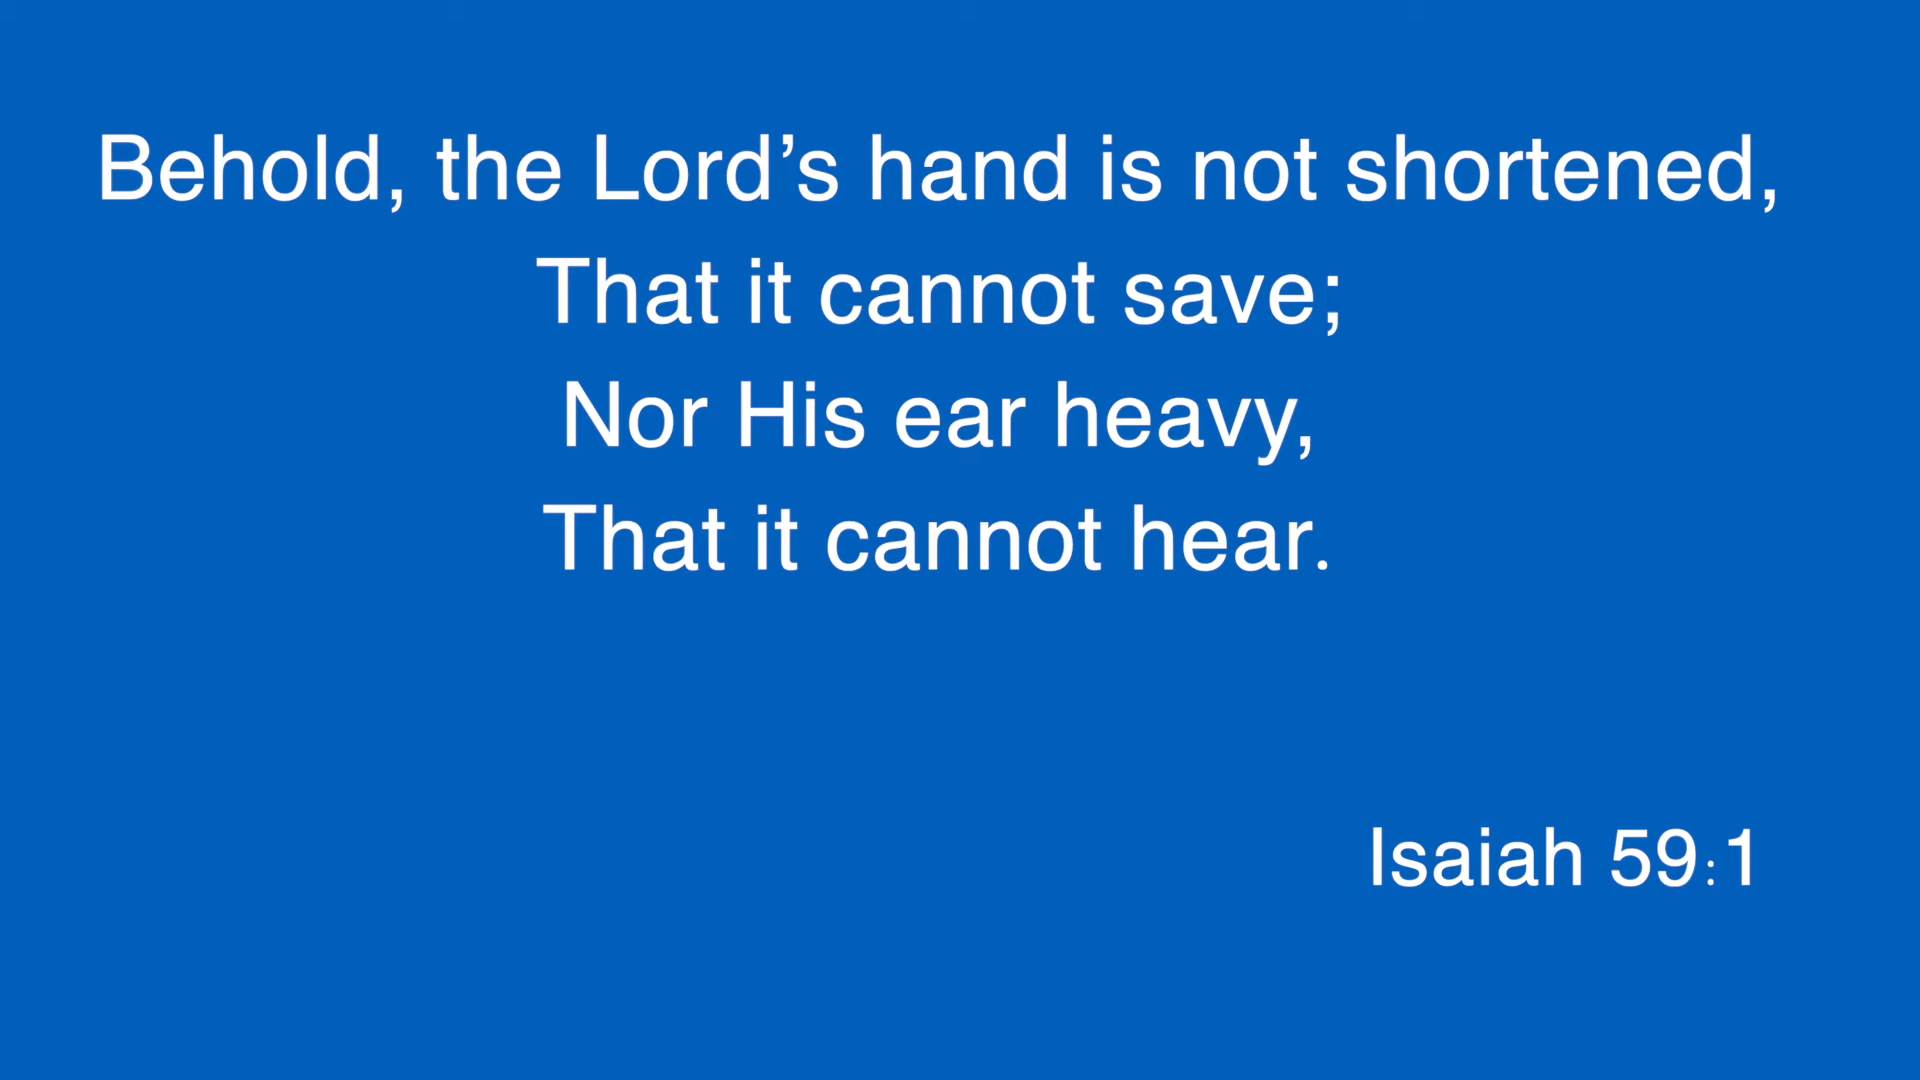 Behold, the Lord’s hand is not shortened,
That it cannot save;
Nor His ear heavy,
That it cannot hear.
Isaiah 59:1